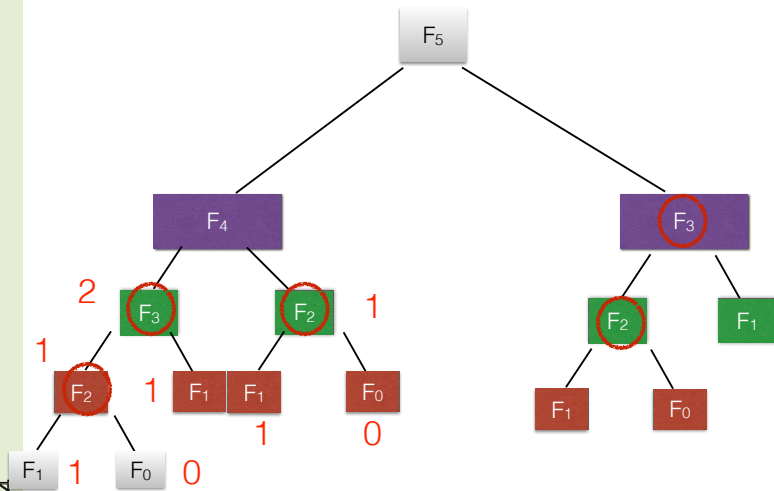 F₅
F₄ F₃
2 F₃ F₂ 1 F₂ F₁
1 F₂ 1 F₁ F₁ F₀ F₁ F₀
1 0
F₁ 1 F₀ 0